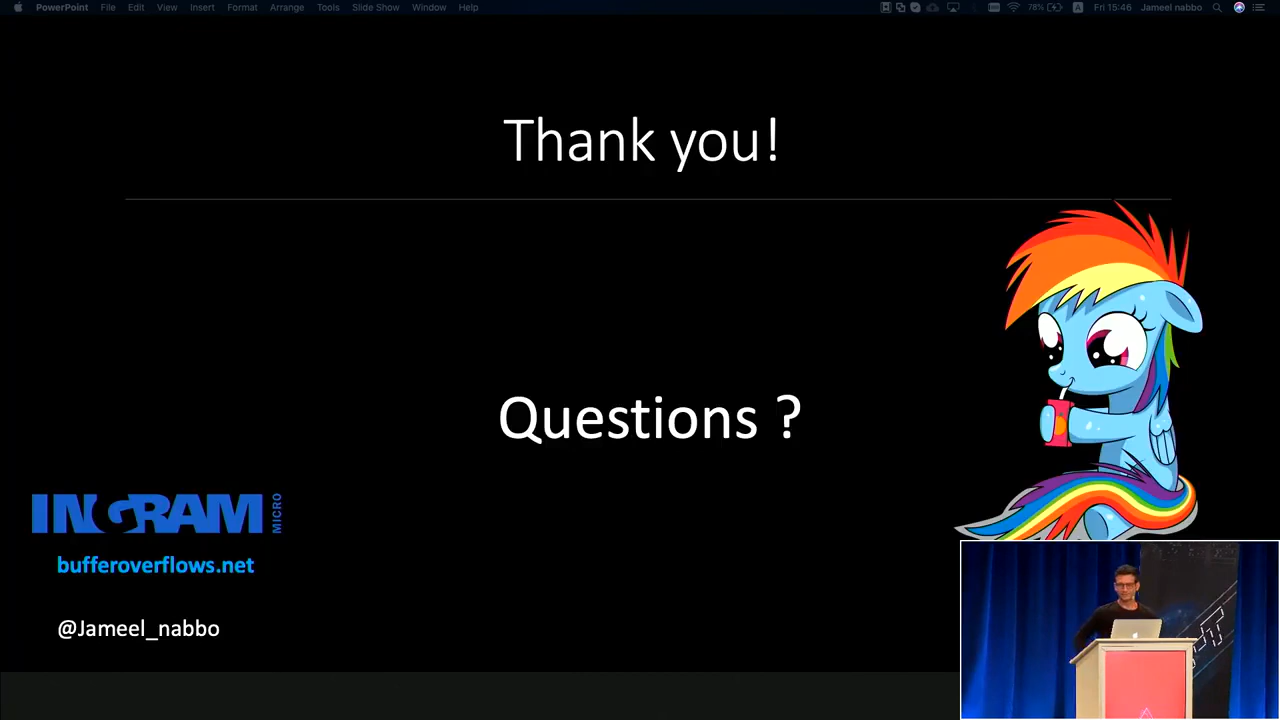 PowerPoint File Edit View Insert Format Arrange Tools Slide Show Window Help 78% A Fri 15:46 Jameel nabbo
Thank you!
Questions ?
INGRAM MICRO
bufferoverflows.net
@Jameel_nabbo